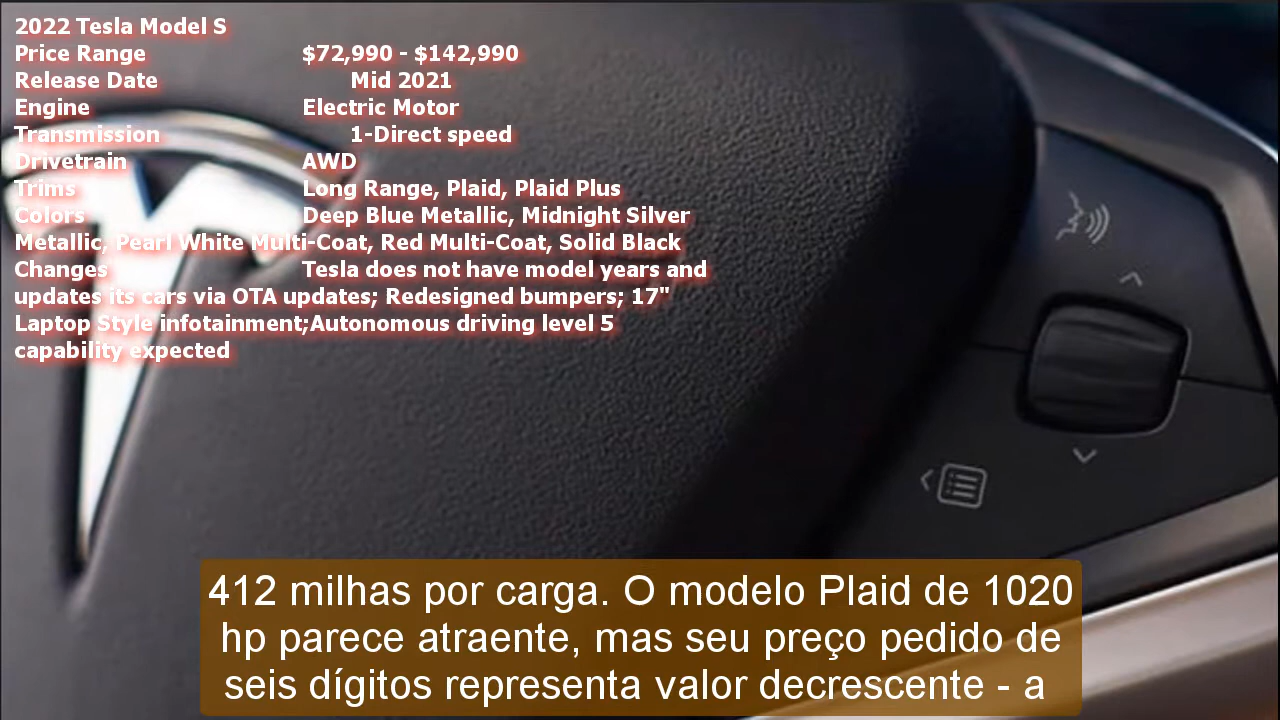 2022 Tesla Model S
Price Range $72,990 - $142,990
Release Date Mid 2021
Engine Electric Motor
Transmission 1-Direct speed
Drivetrain AWD
Trims Long Range, Plaid, Plaid Plus
Colors Deep Blue Metallic, Midnight Silver
Metallic, Pearl White Multi-Coat, Red Multi-Coat, Solid Black
Changes Tesla does not have model years and
updates its cars via OTA updates; Redesigned bumpers; 17"
Laptop Style infotainment;Autonomous driving level 5
capability expected
412 milhas por carga. O modelo Plaid de 1020
hp parece atraente, mas seu preço pedido de
seis dígitos representa valor decrescente - a